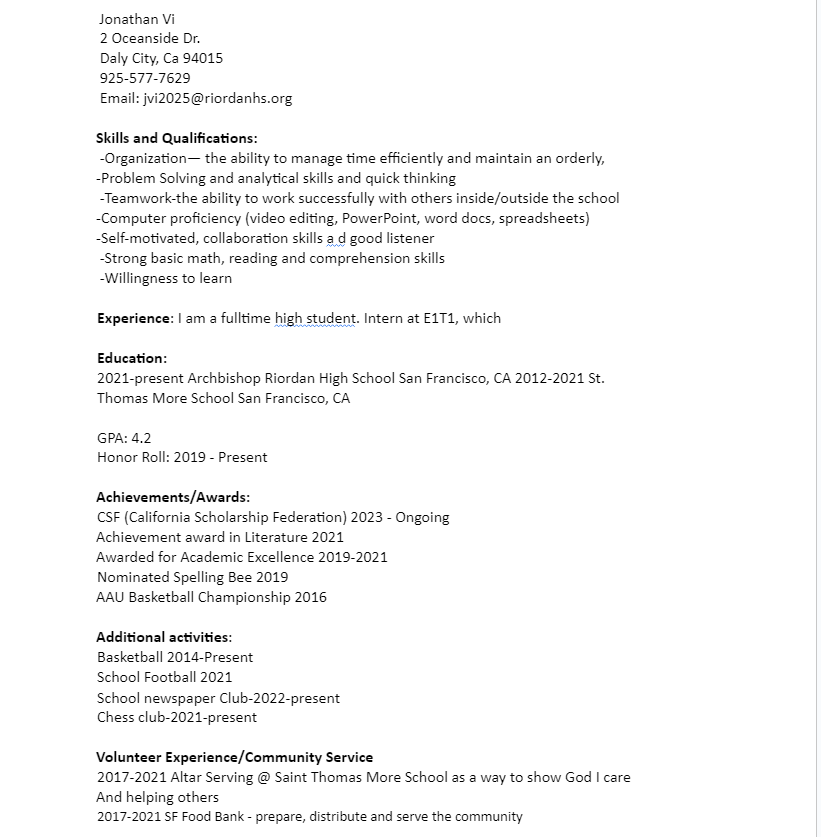 Jonathan Vi
2 Oceanside Dr.
Daly City, Ca 94015
925-577-7629
Email: jvi2025@riordanhs.org
Skills and Qualifications:
-Organization— the ability to manage time efficiently and maintain an orderly,
-Problem Solving and analytical skills and quick thinking
-Teamwork-the ability to work successfully with others inside/outside the school
-Computer proficiency (video editing, PowerPoint, word docs, spreadsheets)
-Self-motivated, collaboration skills a d good listener
-Strong basic math, reading and comprehension skills
-Willingness to learn
Experience: I am a fulltime high student. Intern at E1T1, which
Education:
2021-present Archbishop Riordan High School San Francisco, CA 2012-2021 St.
Thomas More School San Francisco, CA
GPA: 4.2
Honor Roll: 2019 - Present
Achievements/Awards:
CSF (California Scholarship Federation) 2023 - Ongoing
Achievement award in Literature 2021
Awarded for Academic Excellence 2019-2021
Nominated Spelling Bee 2019
AAU Basketball Championship 2016
Additional activities:
Basketball 2014-Present
School Football 2021
School newspaper Club-2022-present
Chess club-2021-present
Volunteer Experience/Community Service
2017-2021 Altar Serving @ Saint Thomas More School as a way to show God I care
And helping others
2017-2021 SF Food Bank - prepare, distribute and serve the community